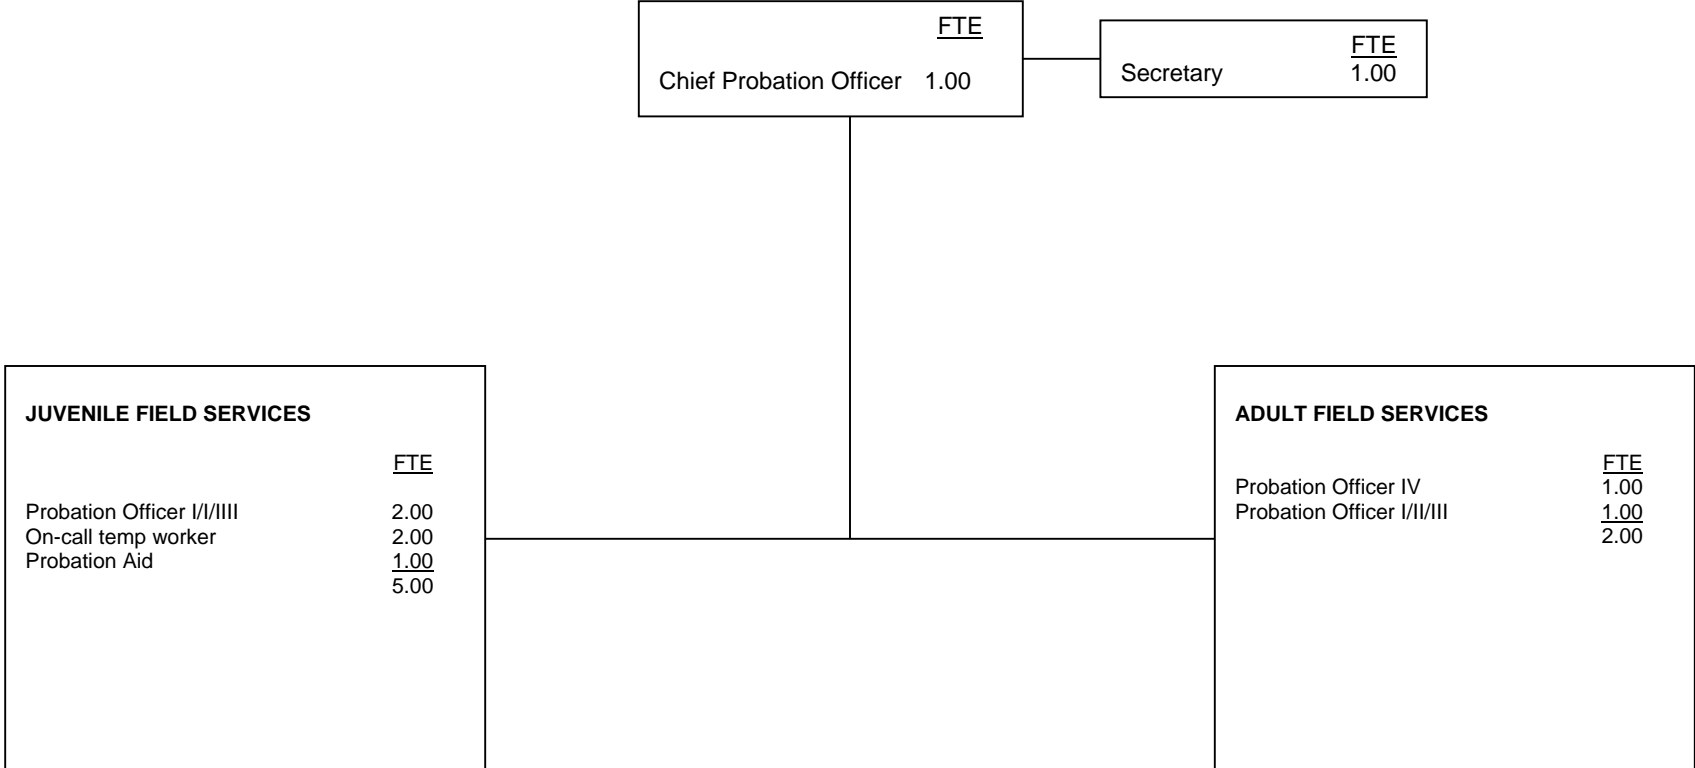 FTE
Chief Probation Officer 1.00
FTE
Secretary 1.00
JUVENILE FIELD SERVICES
FTE
Probation Officer I/I/IIII 2.00
On-call temp worker 2.00
Probation Aid 1.00
5.00
ADULT FIELD SERVICES
FTE
Probation Officer IV 1.00
Probation Officer I/II/III 1.00
2.00